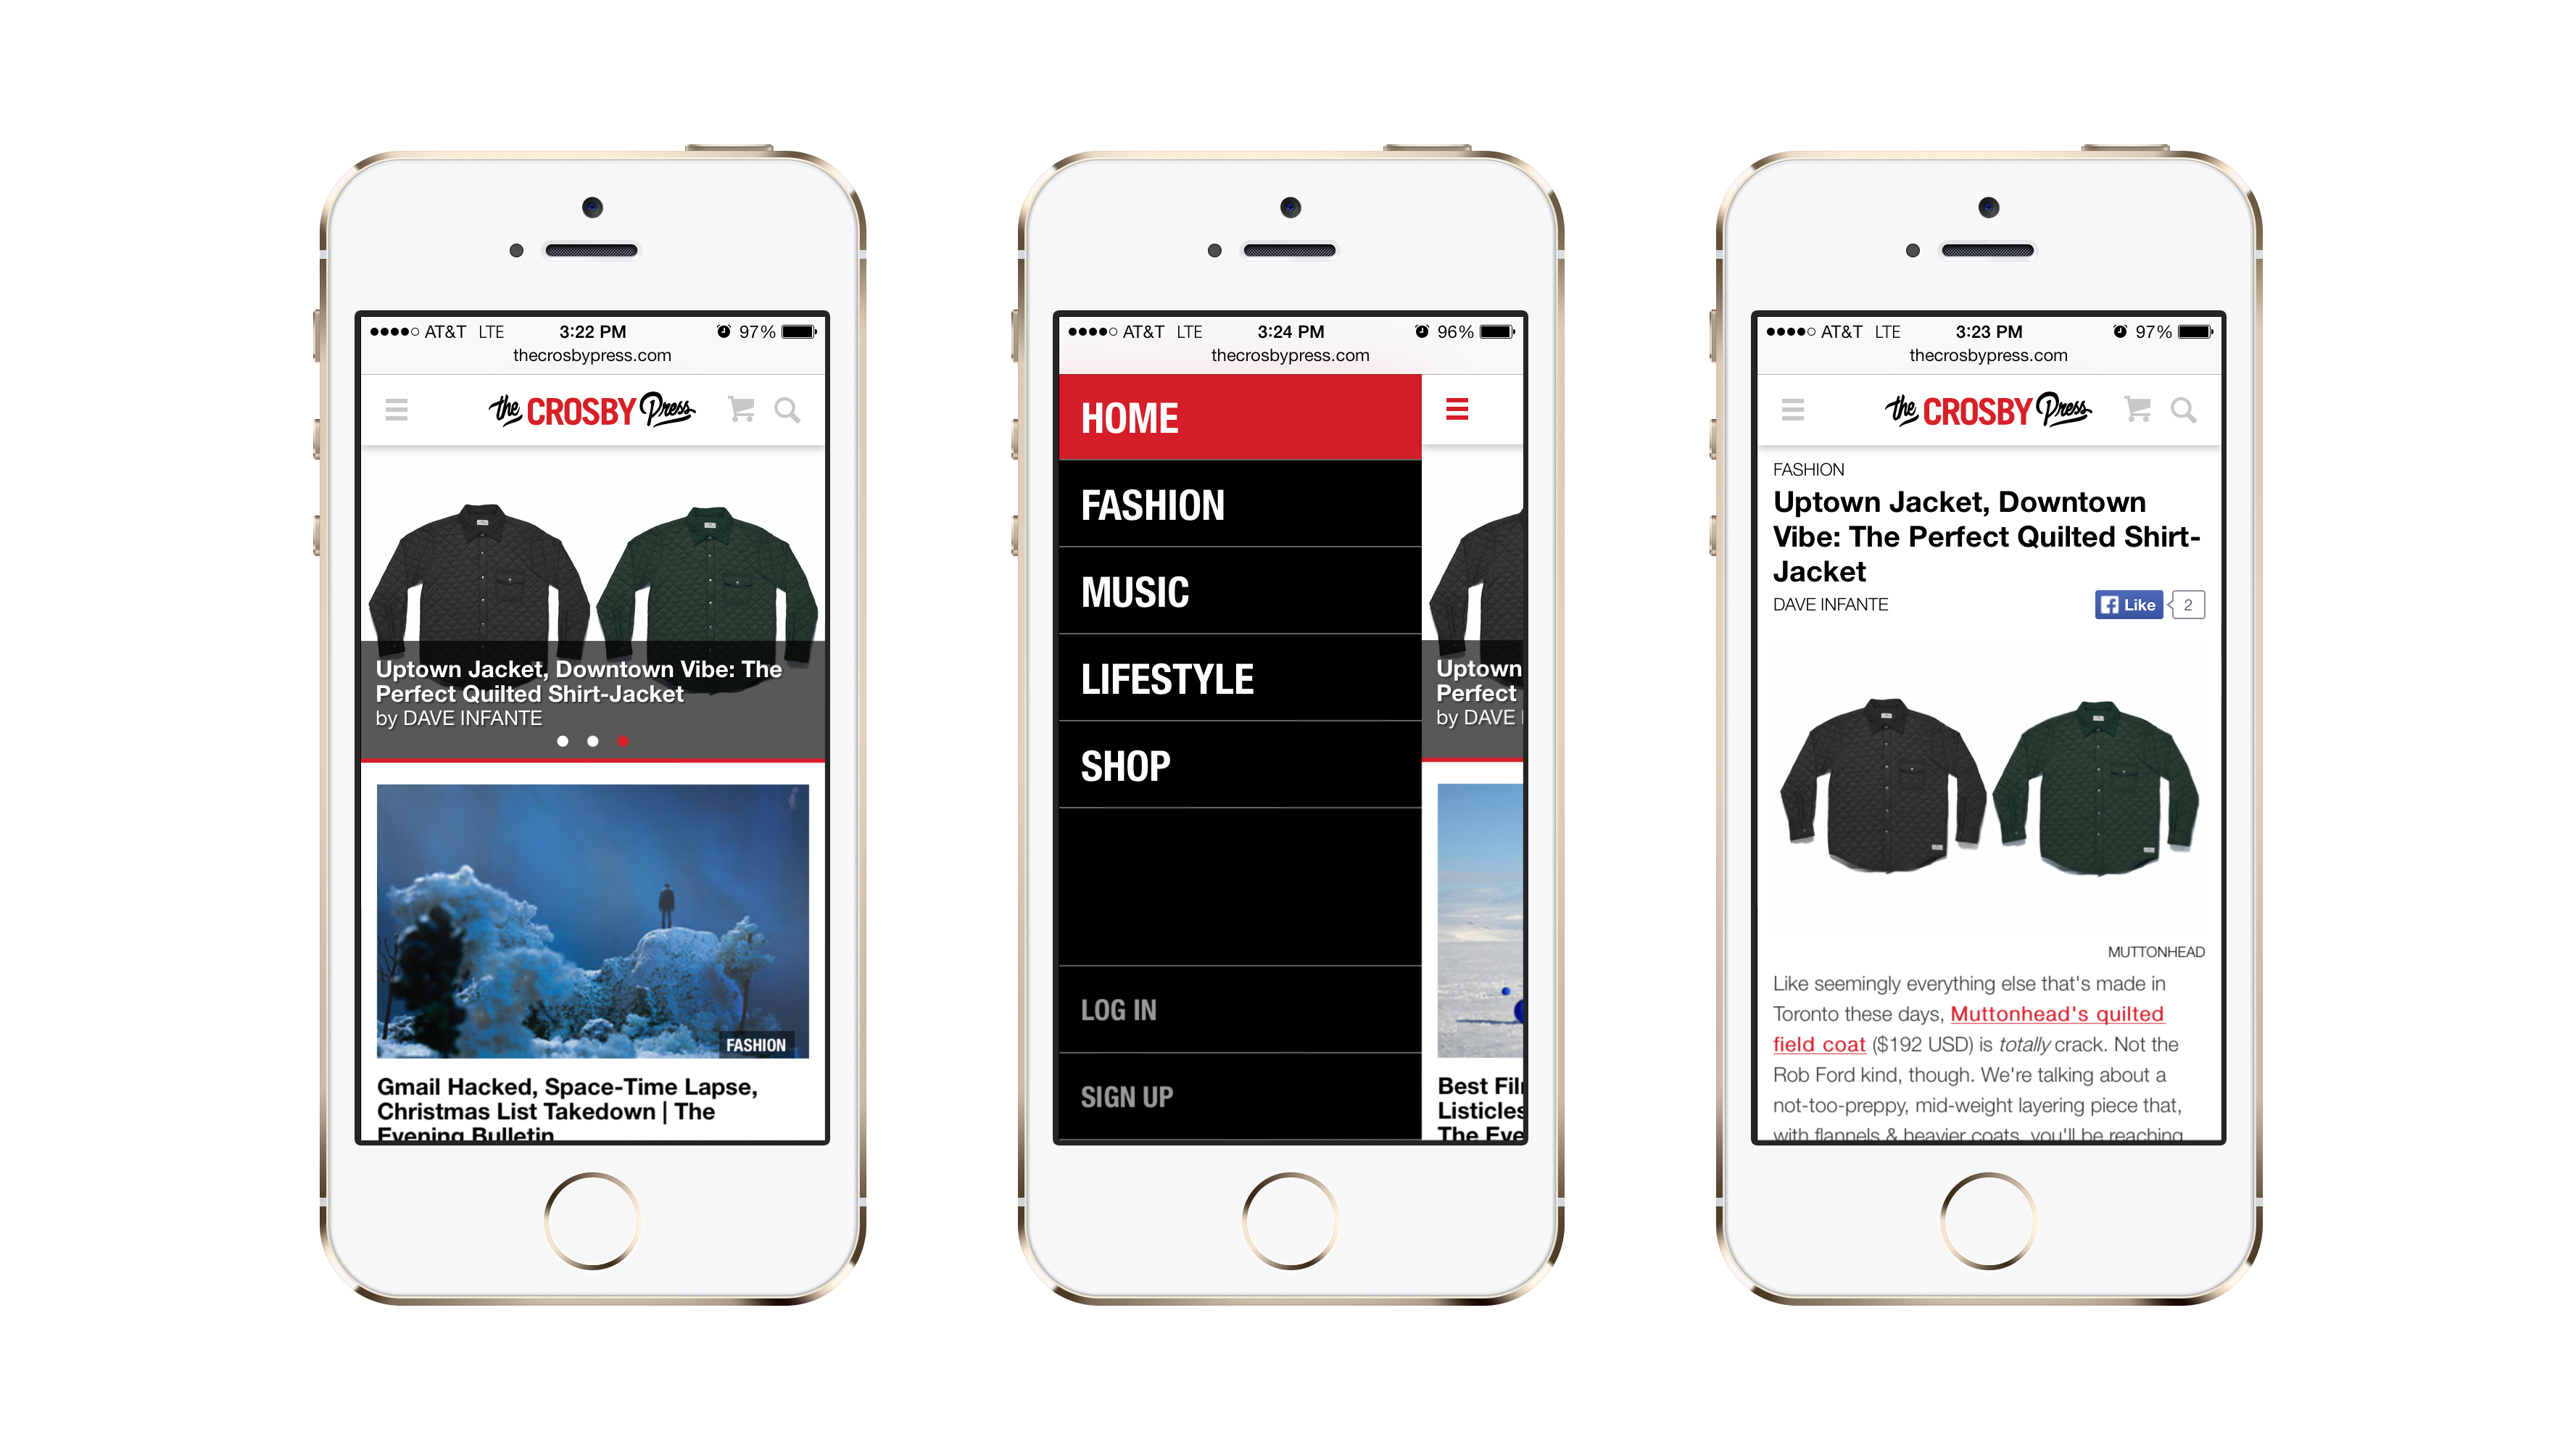 AT&T LTE 3:22 PM 97%
thecrosbypress.com
the CROSBY Press
Uptown Jacket, Downtown Vibe: The
Perfect Quilted Shirt-Jacket
by DAVE INFANTE
FASHION
Gmail Hacked, Space-Time Lapse,
Christmas List Takedown | The
Evening Bulletin
AT&T LTE 3:24 PM 96%
thecrosbypress.com
HOME
FASHION
MUSIC
LIFESTYLE
SHOP
LOG IN
SIGN UP
Uptown
Perfect
by DAVE
Best Fil
Listicles
The Eve
AT&T LTE 3:23 PM 97%
thecrosbypress.com
the CROSBY Press
FASHION
Uptown Jacket, Downtown
Vibe: The Perfect Quilted Shirt-
Jacket
DAVE INFANTE
Like 2
MUTTONHEAD
Like seemingly everything else that's made in
Toronto these days, Muttonhead's quilted
field coat ($192 USD) is totally crack. Not the
Rob Ford kind, though. We're talking about a
not-too-preppy, mid-weight layering piece that,
with flannels & heavier coats, you'll be reaching